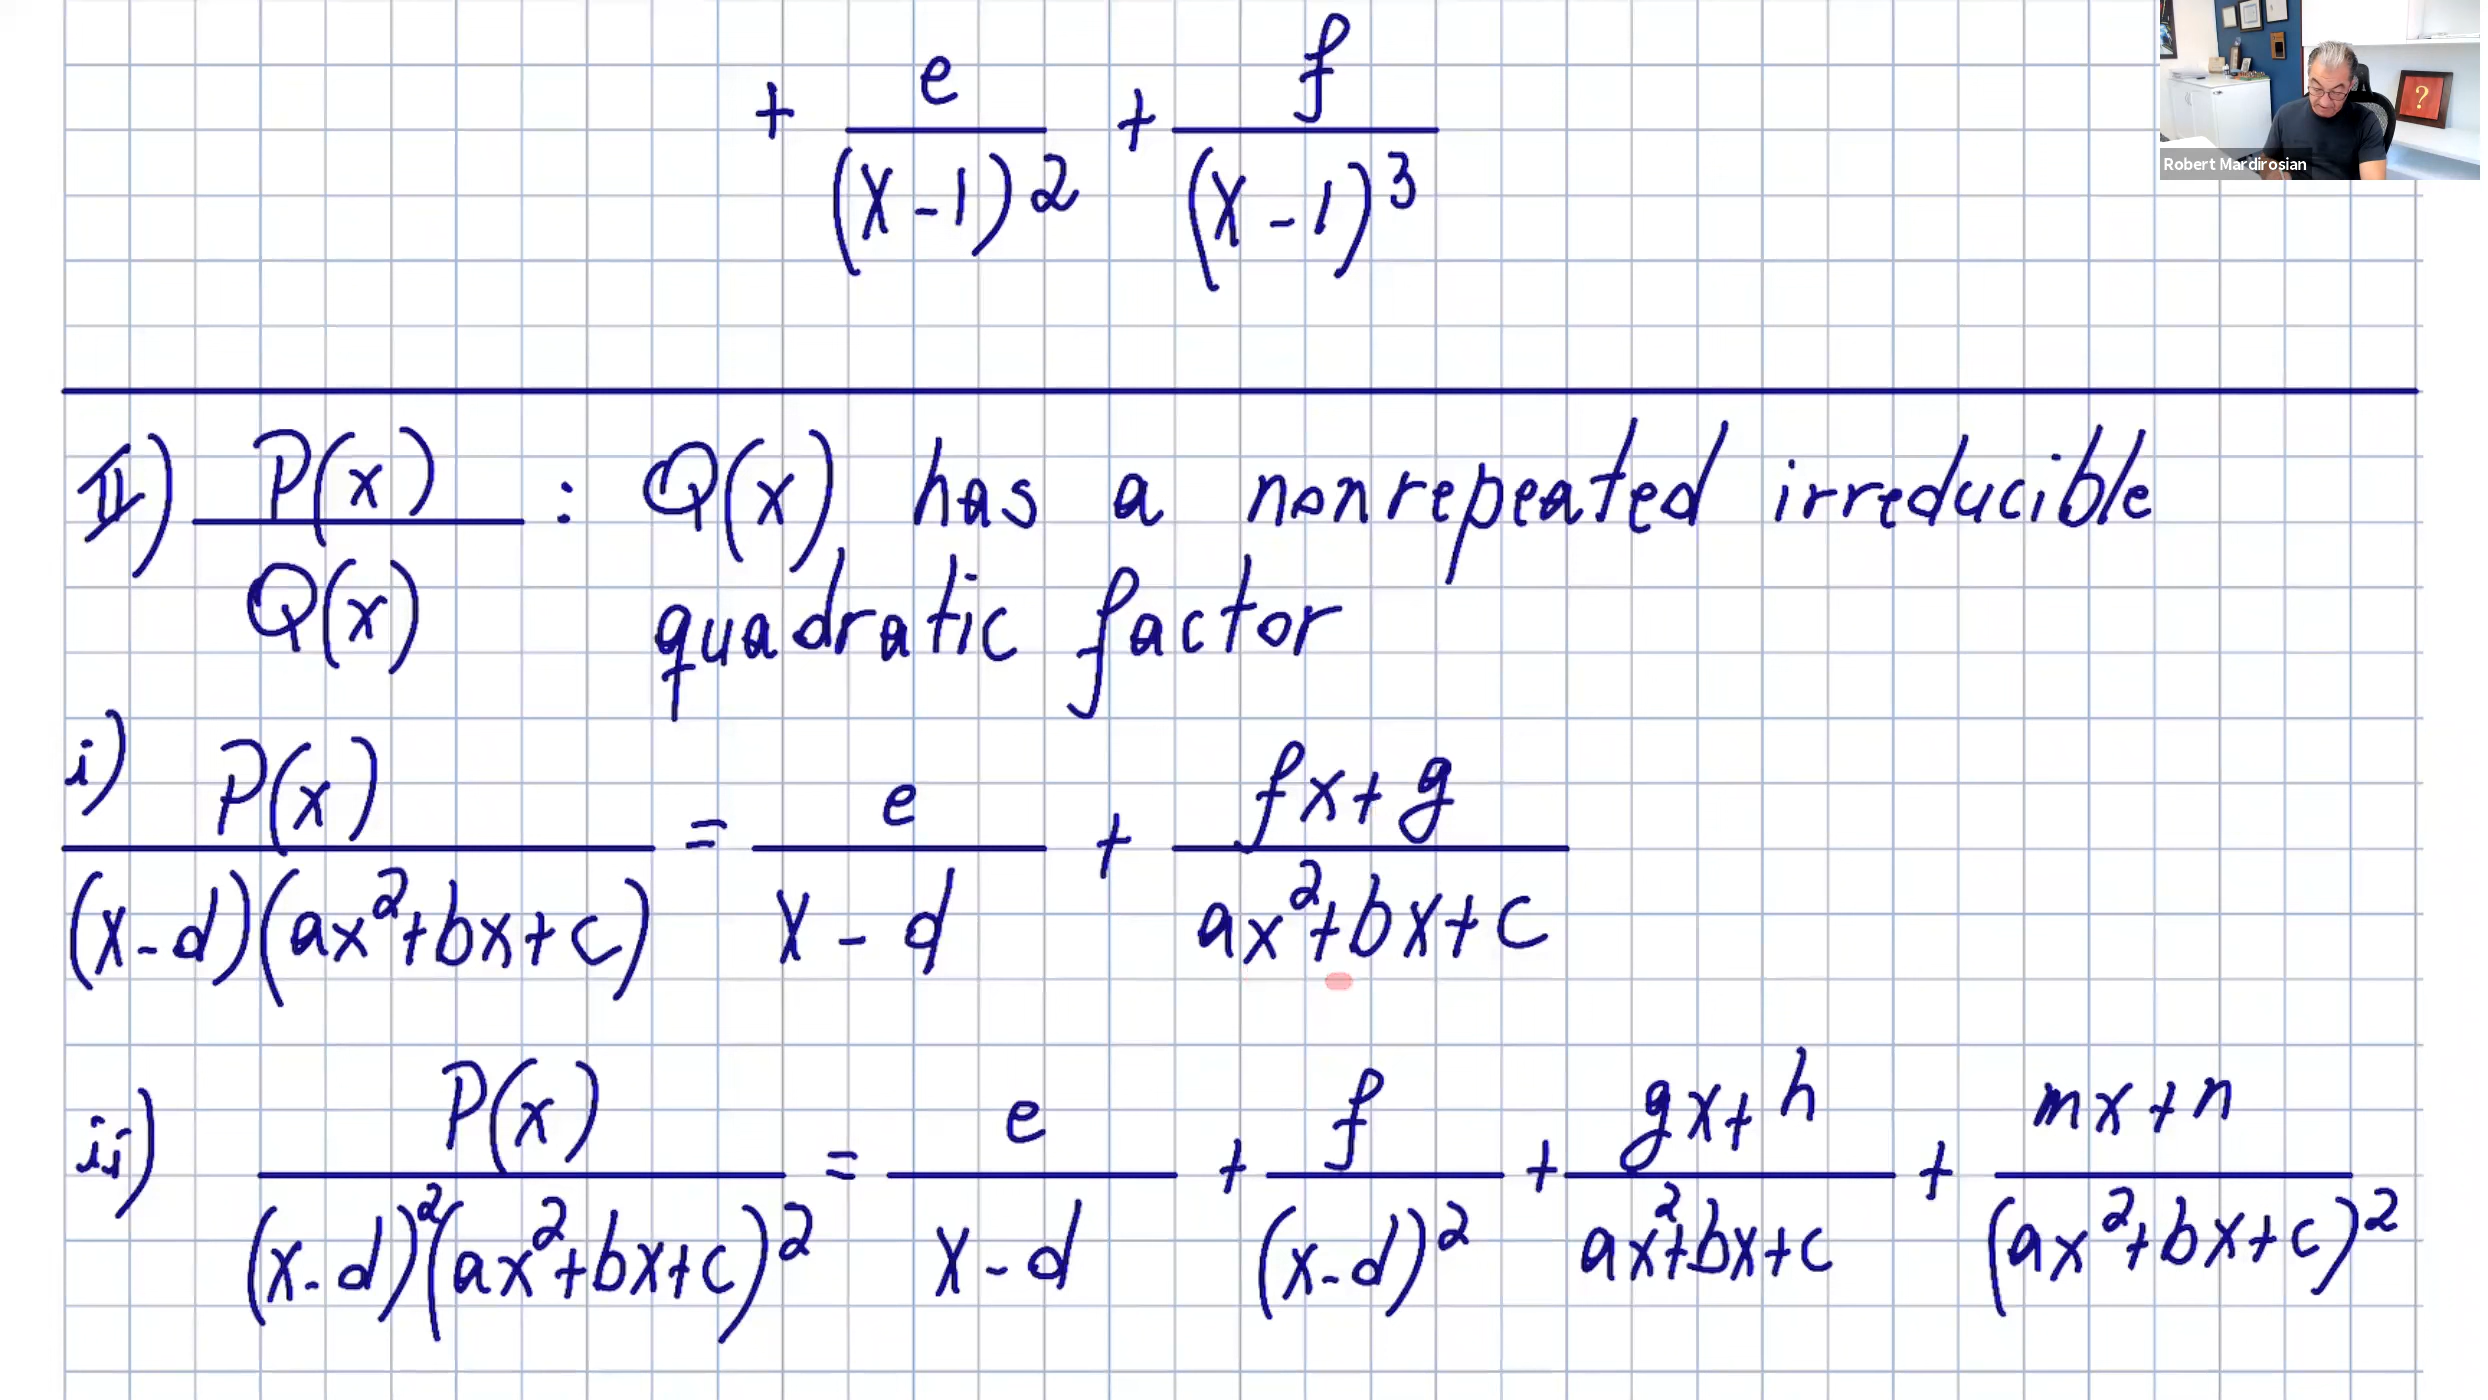 + e/(x-1)^2 + f/(x-1)^3
?
Robert Mardirosian
II) P(x)/Q(x) : Q(x) has a nonrepeated irreducible
quadratic factor
i) P(x)/((x-d)(ax^2+bx+c)) = e/(x-d) + (fx+g)/(ax^2+bx+c)
ii) P(x)/((x-d)^2(ax^2+bx+c)^2) = e/(x-d) + f/(x-d)^2 + (gx+h)/(ax^2+bx+c) + (mx+n)/(ax^2+bx+c)^2